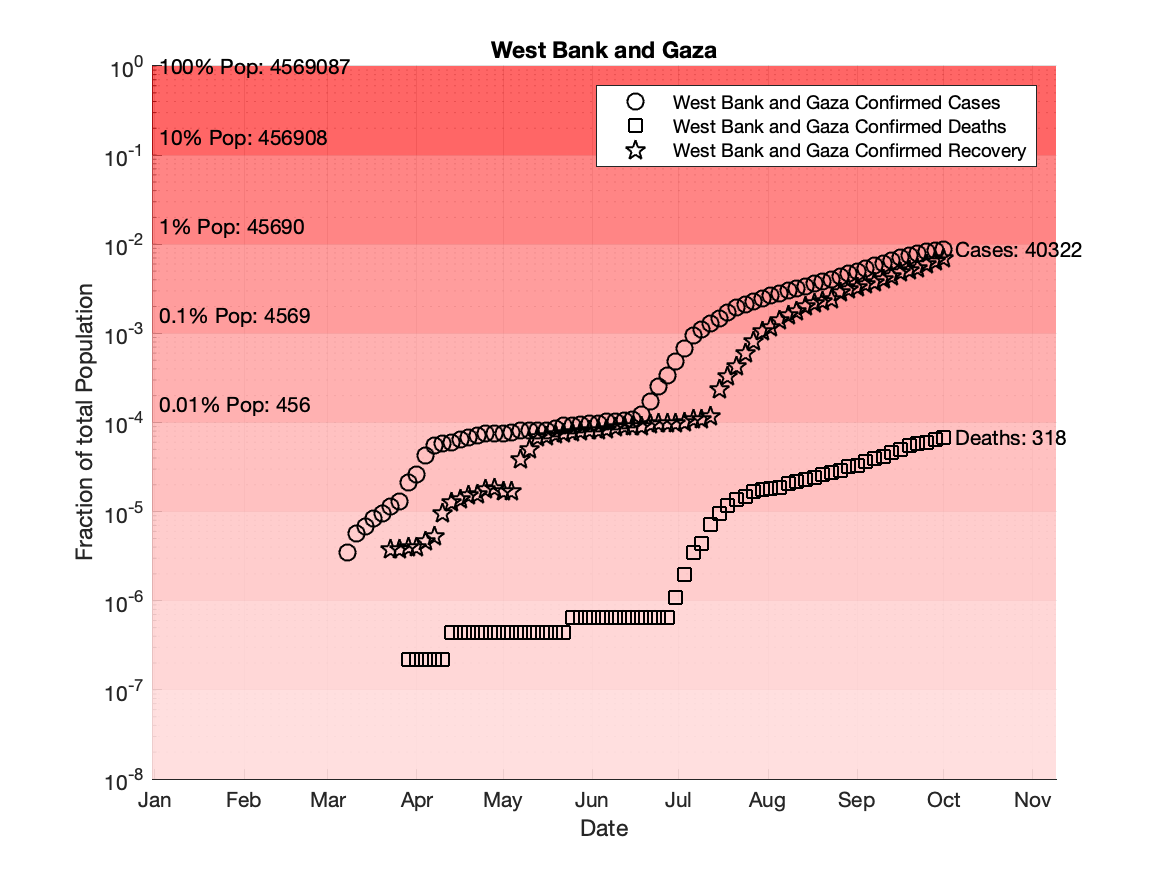 West Bank and Gaza
10^0
100% Pop: 4569087
West Bank and Gaza Confirmed Cases
West Bank and Gaza Confirmed Deaths
West Bank and Gaza Confirmed Recovery
10% Pop: 456908
10^-1
1% Pop: 45690
10^-2
Cases: 40322
0.1% Pop: 4569
10^-3
0.01% Pop: 456
10^-4
Deaths: 318
10^-5
10^-6
10^-7
10^-8
Fraction of total Population
Jan Feb Mar Apr May Jun Jul Aug Sep Oct Nov
Date